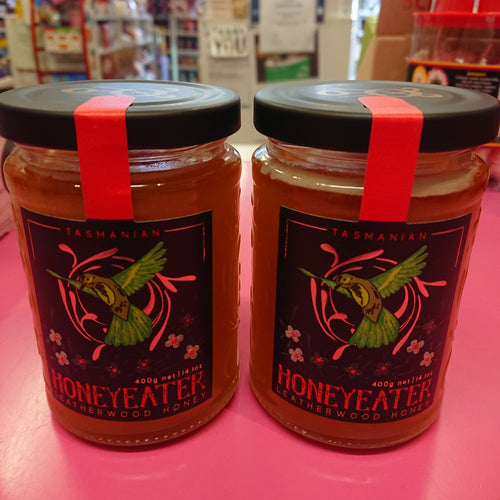 TASMANIAN
400g net | 14.1oz
HONEYEATER
LEATHERWOOD HONEY
TASMANIAN
400g net | 14.1oz
HONEYEATER
LEATHERWOOD HONEY